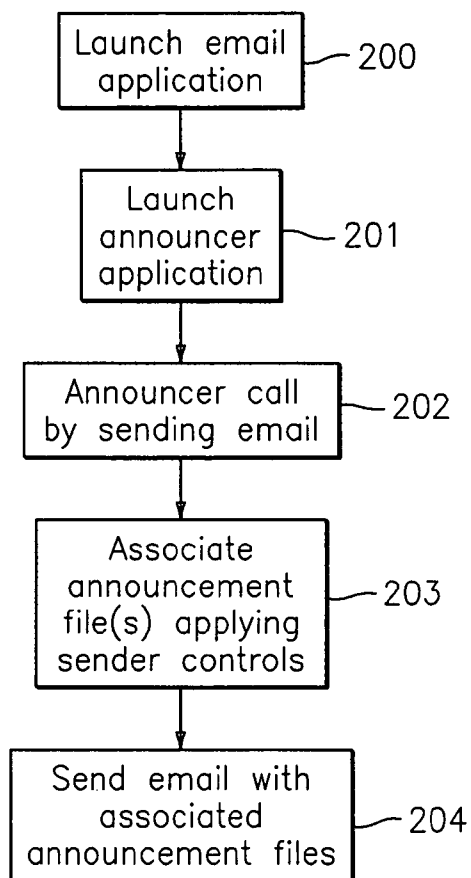 Launch email
application
200
Launch
announcer
application
201
Announcer call
by sending email
202
Associate
announcement
file(s) applying
sender controls
203
Send email with
associated
announcement files
204